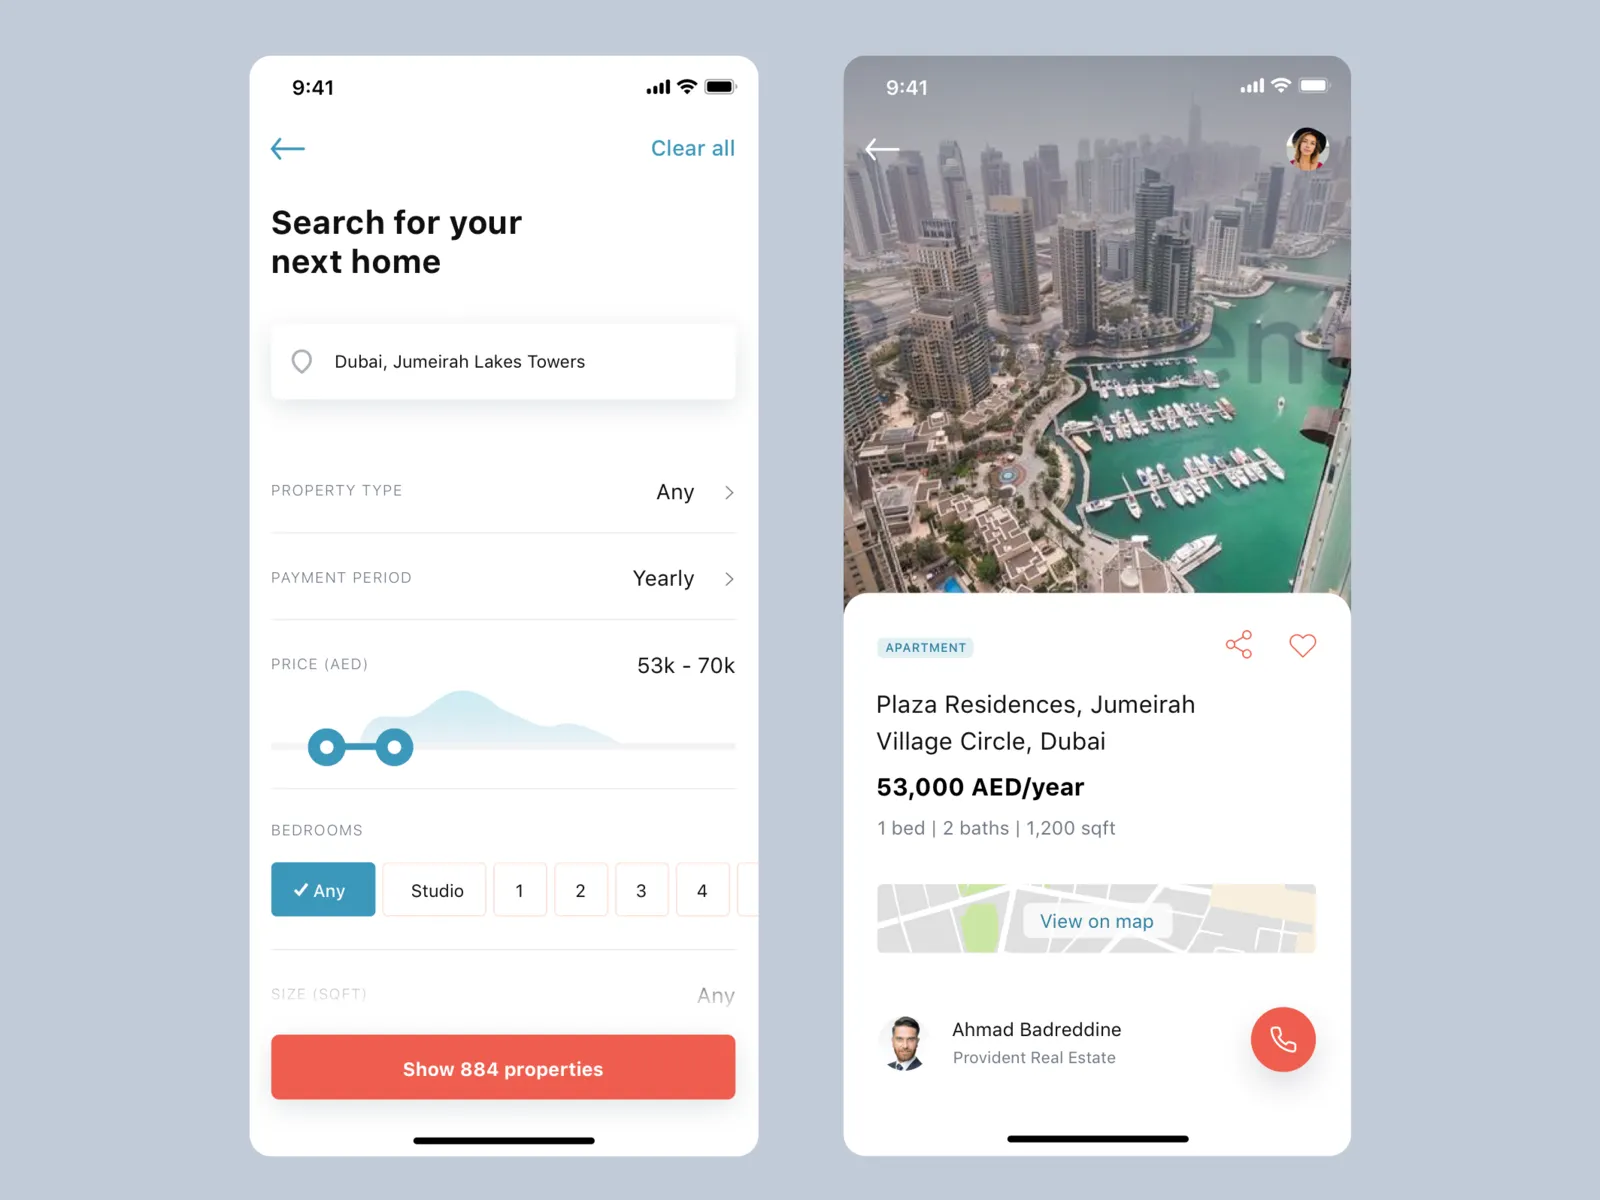 9:41
Clear all
Search for your
next home
Dubai, Jumeirah Lakes Towers
PROPERTY TYPE
Any
PAYMENT PERIOD
Yearly
PRICE (AED)
53k - 70k
BEDROOMS
Any
Studio
1
2
3
4
SIZE (SQFT)
Any
Show 884 properties
9:41
APARTMENT
Plaza Residences, Jumeirah
Village Circle, Dubai
53,000 AED/year
1 bed | 2 baths | 1,200 sqft
View on map
Ahmad Badreddine
Provident Real Estate